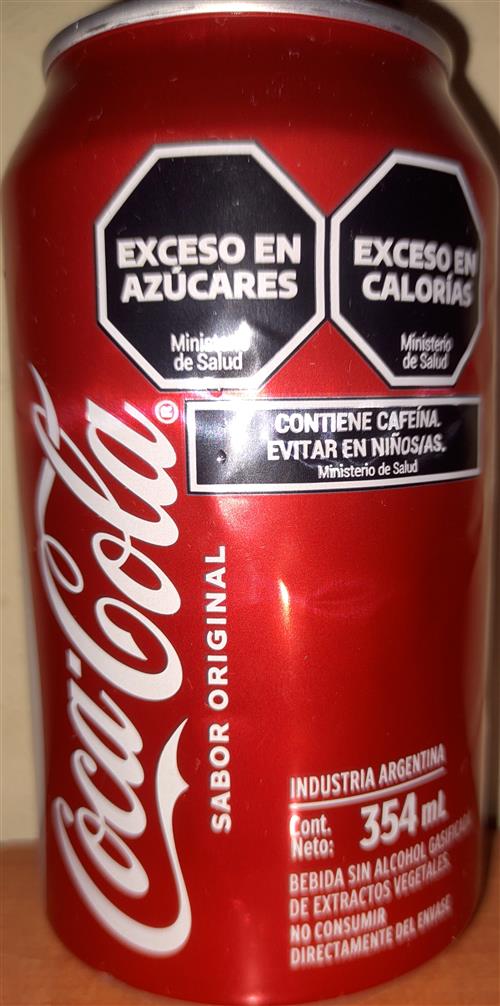 EXCESO EN
AZÚCARES
Ministerio
de Salud
EXCESO EN
CALORÍAS
Ministerio
de Salud
CONTIENE CAFEÍNA.
EVITAR EN NIÑOS/AS.
Ministerio de Salud
Coca-Cola®
SABOR ORIGINAL
INDUSTRIA ARGENTINA
Cont.
Neto: 354 mL
BEBIDA SIN ALCOHOL GASIFICADA
DE EXTRACTOS VEGETALES.
NO CONSUMIR
DIRECTAMENTE DEL ENVASE